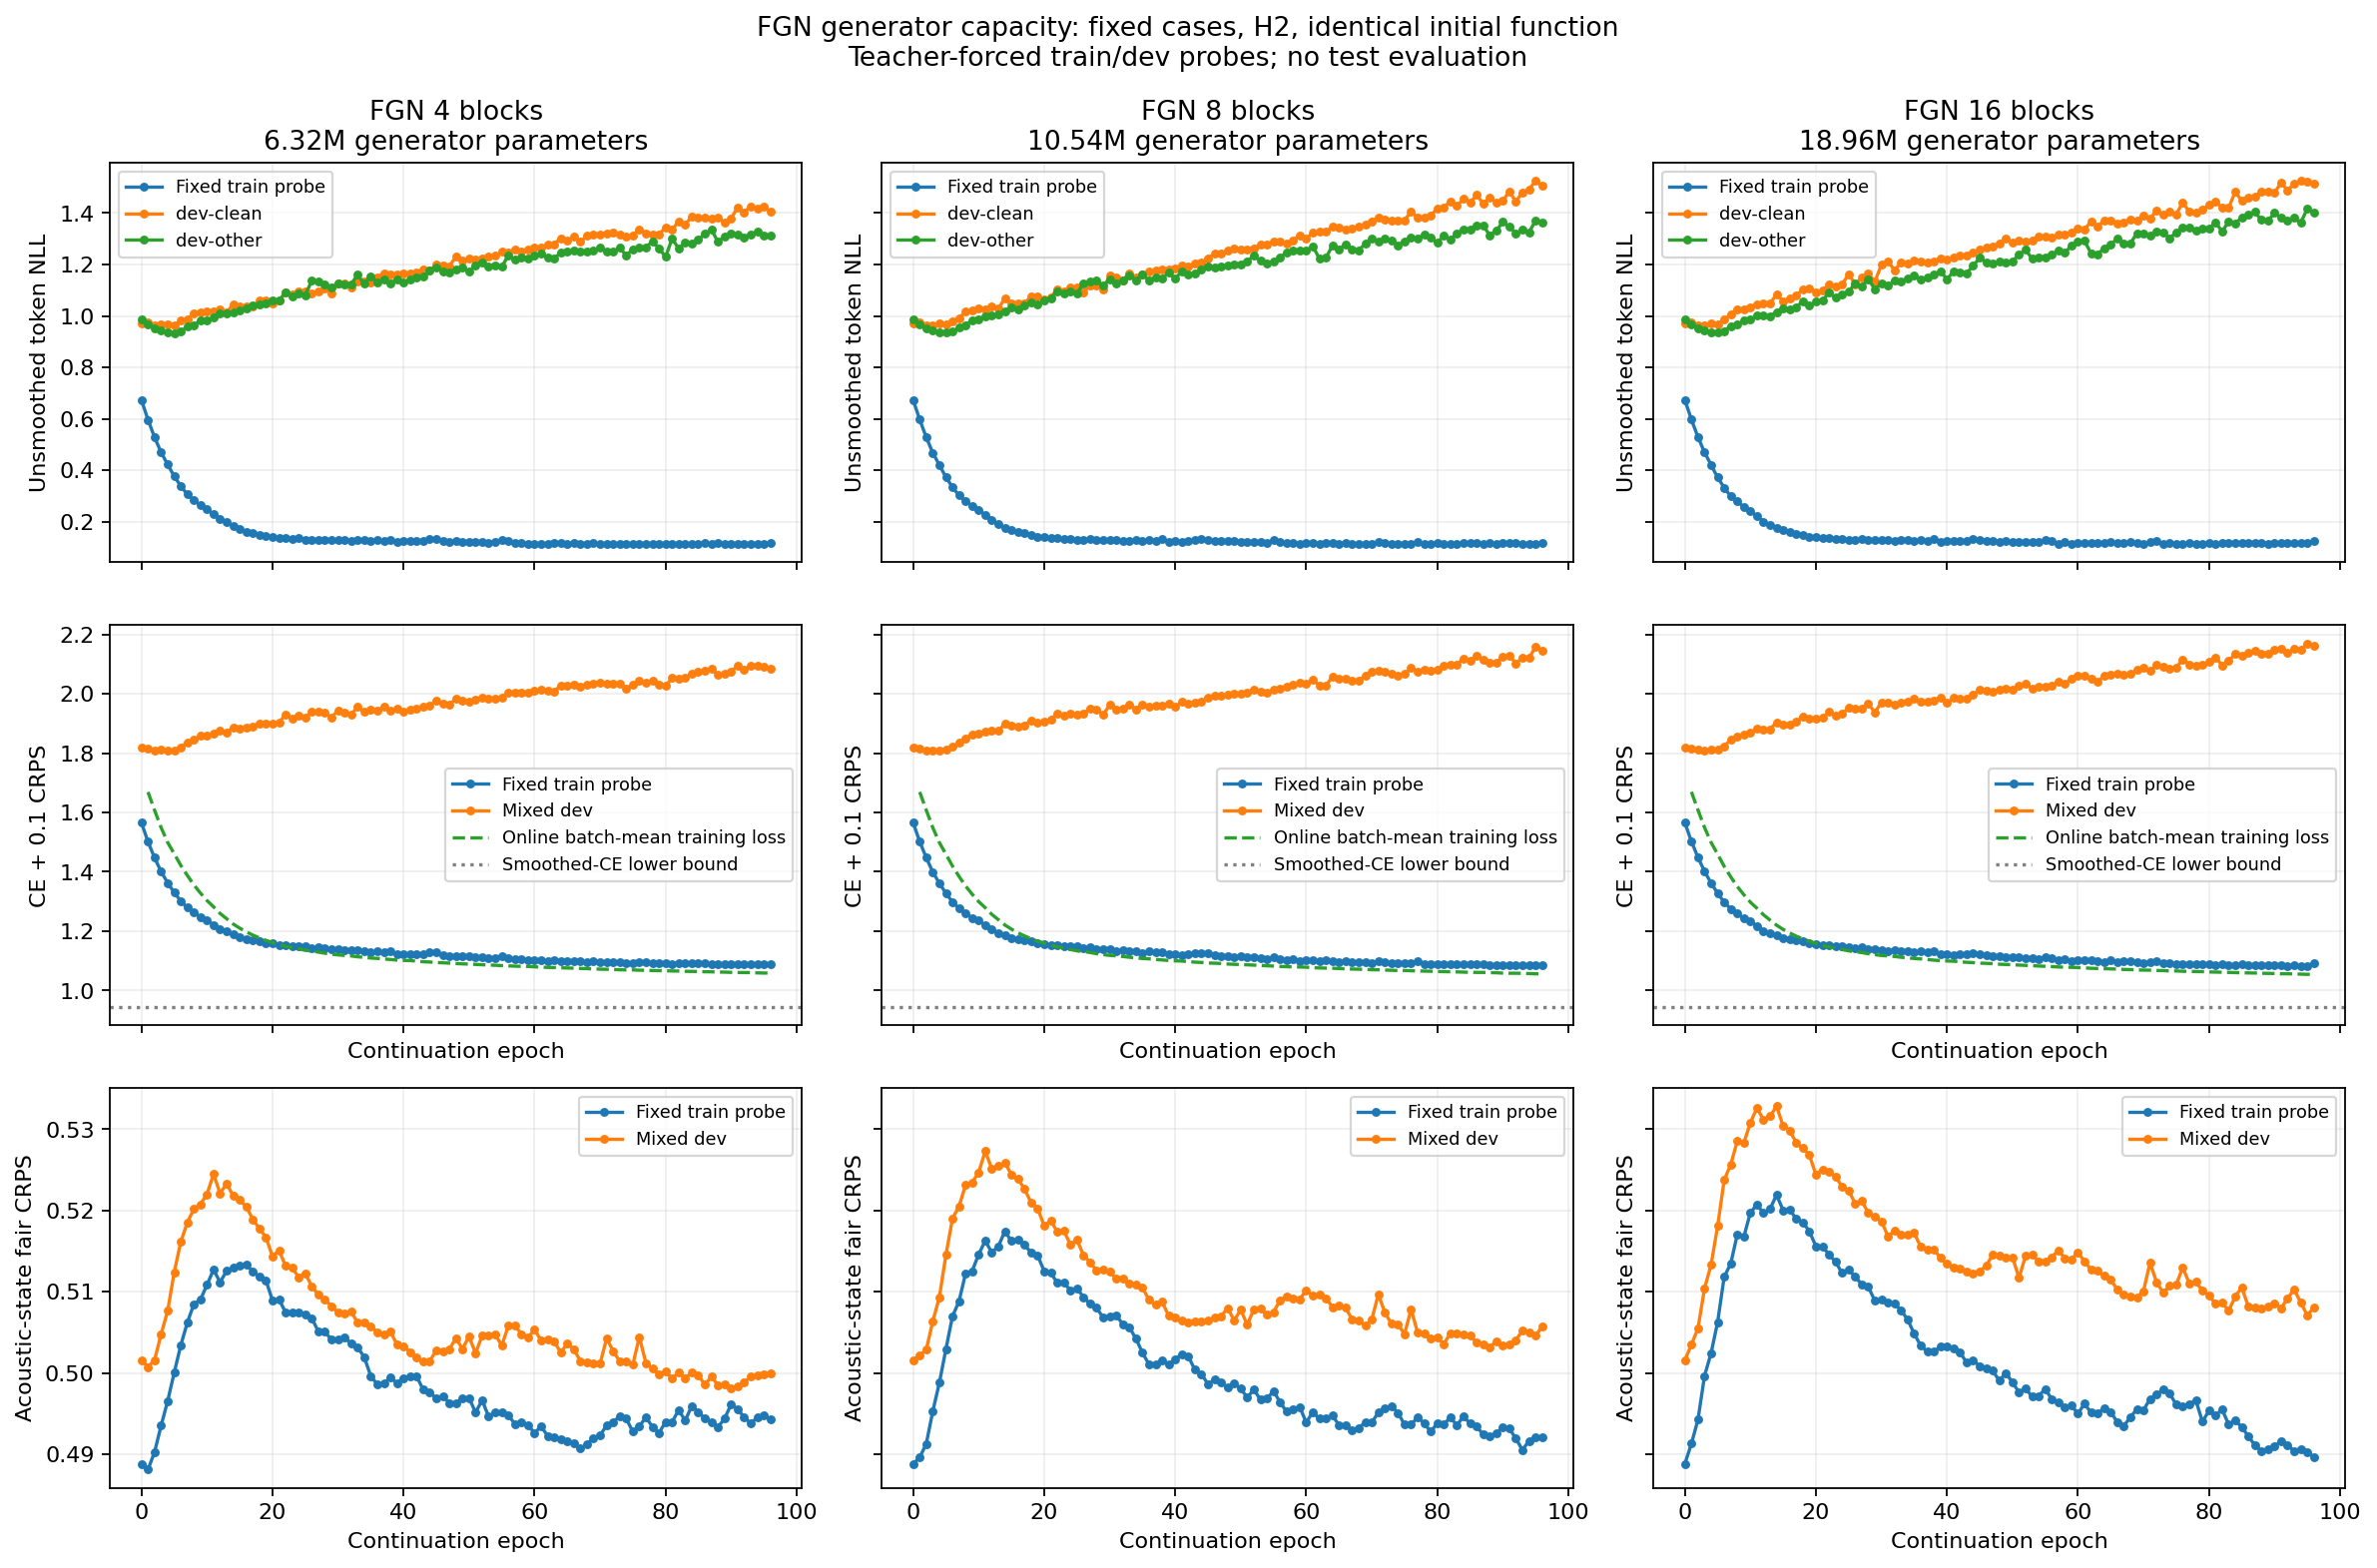 FGN generator capacity: fixed cases, H2, identical initial function
Teacher-forced train/dev probes; no test evaluation
FGN 4 blocks
6.32M generator parameters
FGN 8 blocks
10.54M generator parameters
FGN 16 blocks
18.96M generator parameters
Unsmoothed token NLL
1.4
1.2
1.0
0.8
0.6
0.4
0.2
Fixed train probe
dev-clean
dev-other
Unsmoothed token NLL
Fixed train probe
dev-clean
dev-other
Unsmoothed token NLL
Fixed train probe
dev-clean
dev-other
CE + 0.1 CRPS
2.2
2.0
1.8
1.6
1.4
1.2
1.0
Fixed train probe
Mixed dev
Online batch-mean training loss
Smoothed-CE lower bound
Continuation epoch
CE + 0.1 CRPS
Fixed train probe
Mixed dev
Online batch-mean training loss
Smoothed-CE lower bound
Continuation epoch
CE + 0.1 CRPS
Fixed train probe
Mixed dev
Online batch-mean training loss
Smoothed-CE lower bound
Continuation epoch
Acoustic-state fair CRPS
0.53
0.52
0.51
0.50
0.49
Fixed train probe
Mixed dev
0 20 40 60 80 100
Continuation epoch
Acoustic-state fair CRPS
Fixed train probe
Mixed dev
0 20 40 60 80 100
Continuation epoch
Acoustic-state fair CRPS
Fixed train probe
Mixed dev
0 20 40 60 80 100
Continuation epoch